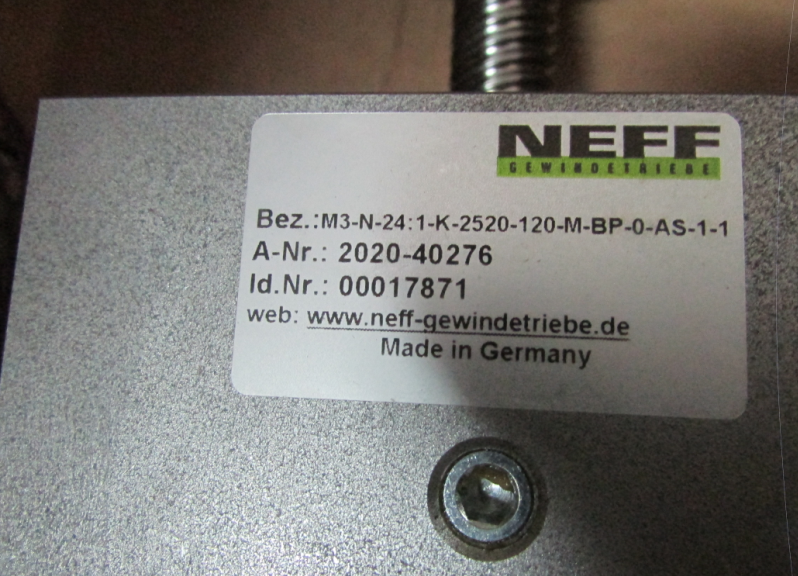 NEFF
GEWINDETRIEBE
Bez.:M3-N-24:1-K-2520-120-M-BP-0-AS-1-1
A-Nr.: 2020-40276
Id.Nr.: 00017871
web: www.neff-gewindetriebe.de
Made in Germany